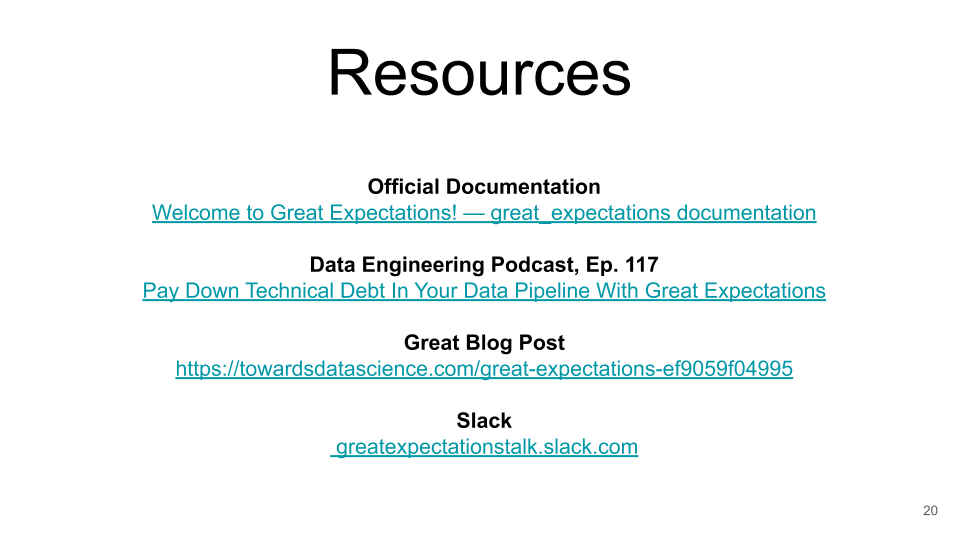 Resources
Official Documentation
Welcome to Great Expectations! — great_expectations documentation
Data Engineering Podcast, Ep. 117
Pay Down Technical Debt In Your Data Pipeline With Great Expectations
Great Blog Post
https://towardsdatascience.com/great-expectations-ef9059f04995
Slack
greatexpectationstalk.slack.com
20